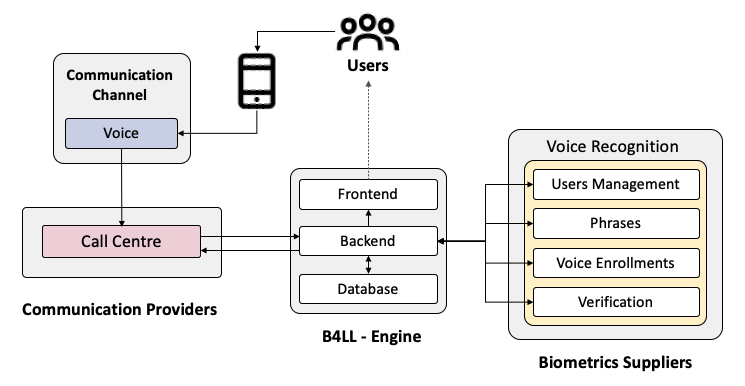 Users
Communication
Channel
Voice
Call Centre
Communication Providers
Frontend
Backend
Database
B4LL - Engine
Voice Recognition
Users Management
Phrases
Voice Enrollments
Verification
Biometrics Suppliers